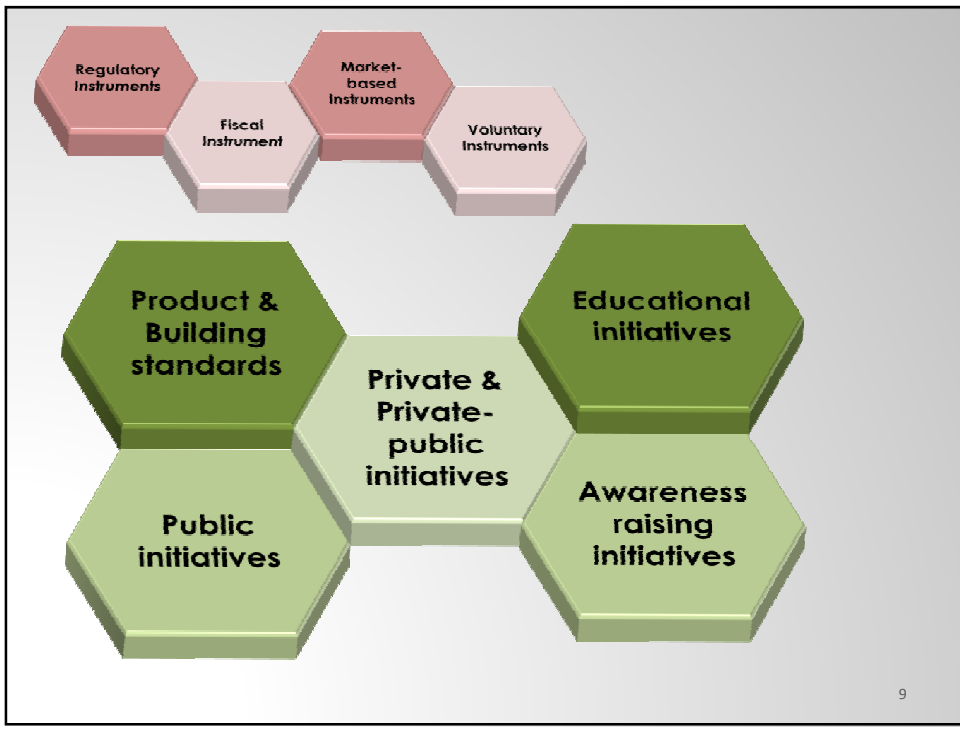 Regulatory
Instruments
Fiscal
Instrument
Market-
based
Instruments
Voluntary
Instruments
Product &
Building
standards
Private &
Private-
public
initiatives
Educational
initiatives
Public
initiatives
Awareness
raising
initiatives
9